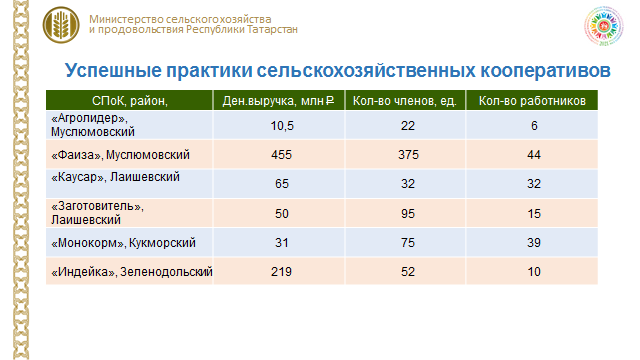 Министерство сельского хозяйства
и продовольствия Республики Татарстан
Успешные практики сельскохозяйственных кооперативов
СПоК, район, Ден.выручка, млн ₽ Кол-во членов, ед. Кол-во работников
«Агролидер»,
Муслюмовский 10,5 22 6
«Фаиза», Муслюмовский 455 375 44
«Каусар», Лаишевский 65 32 32
«Заготовитель»,
Лаишевский 50 95 15
«Монокорм», Кукморский 31 75 39
«Индейка», Зеленодольский 219 52 10